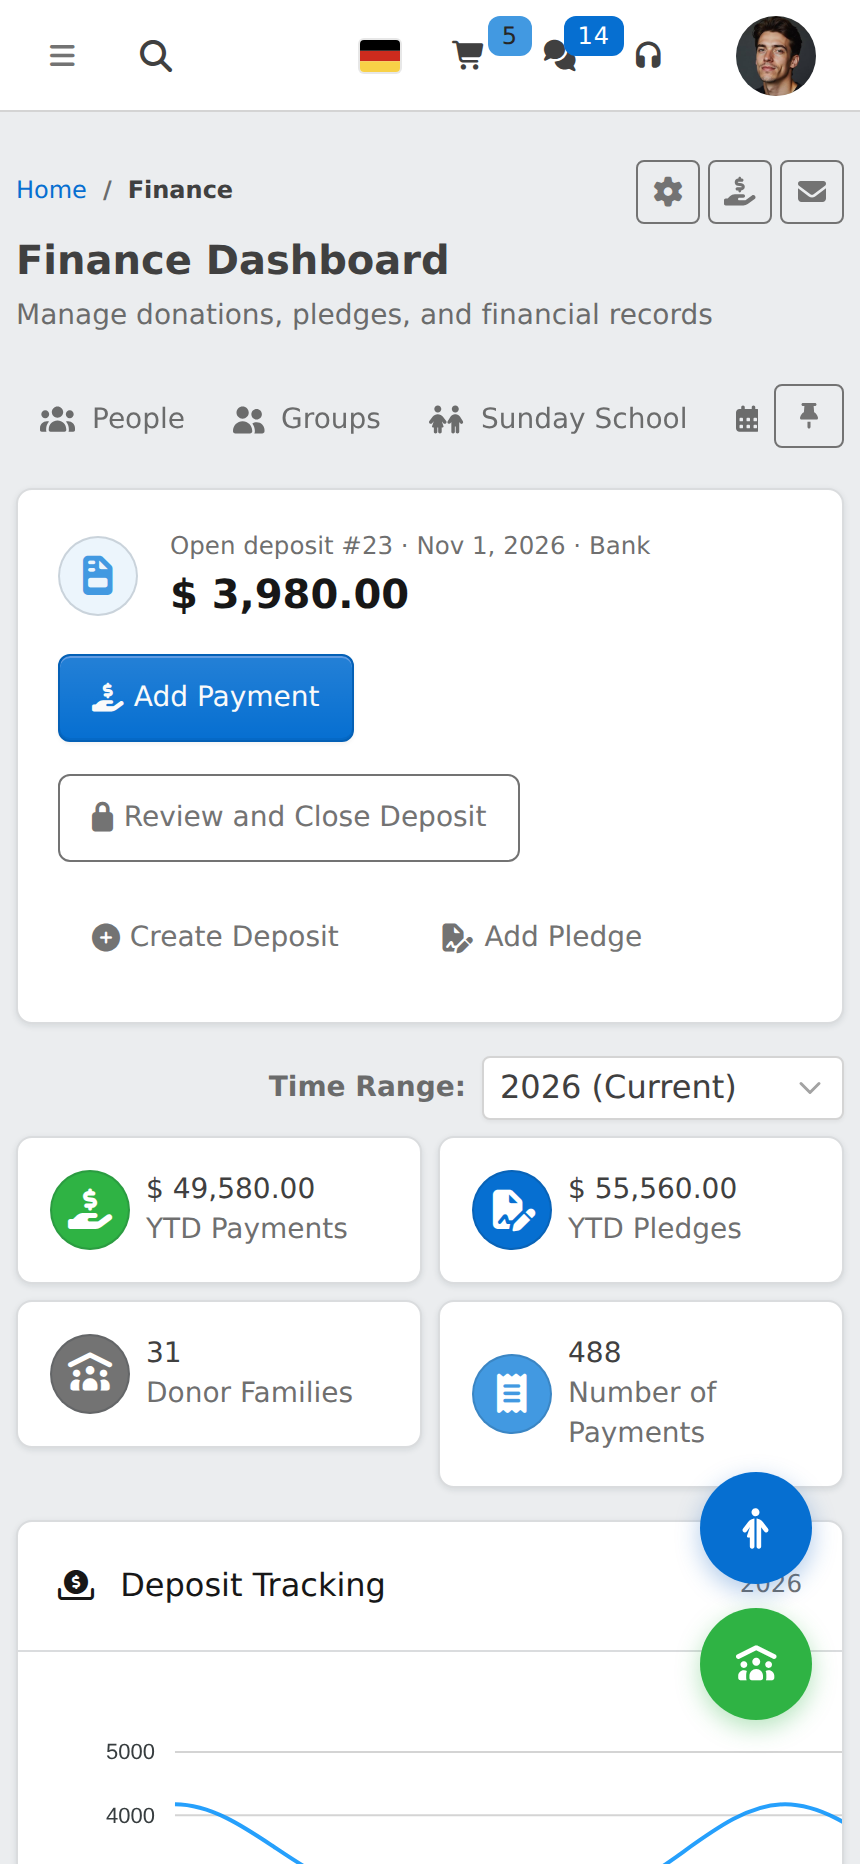 5
14
Home / Finance
Finance Dashboard
Manage donations, pledges, and financial records
People Groups Sunday School
Open deposit #23 · Nov 1, 2026 · Bank
$ 3,980.00
Add Payment
Review and Close Deposit
Create Deposit Add Pledge
Time Range: 2026 (Current)
$ 49,580.00
YTD Payments
$ 55,560.00
YTD Pledges
31
Donor Families
488
Number of
Payments
Deposit Tracking
2026
5000
4000